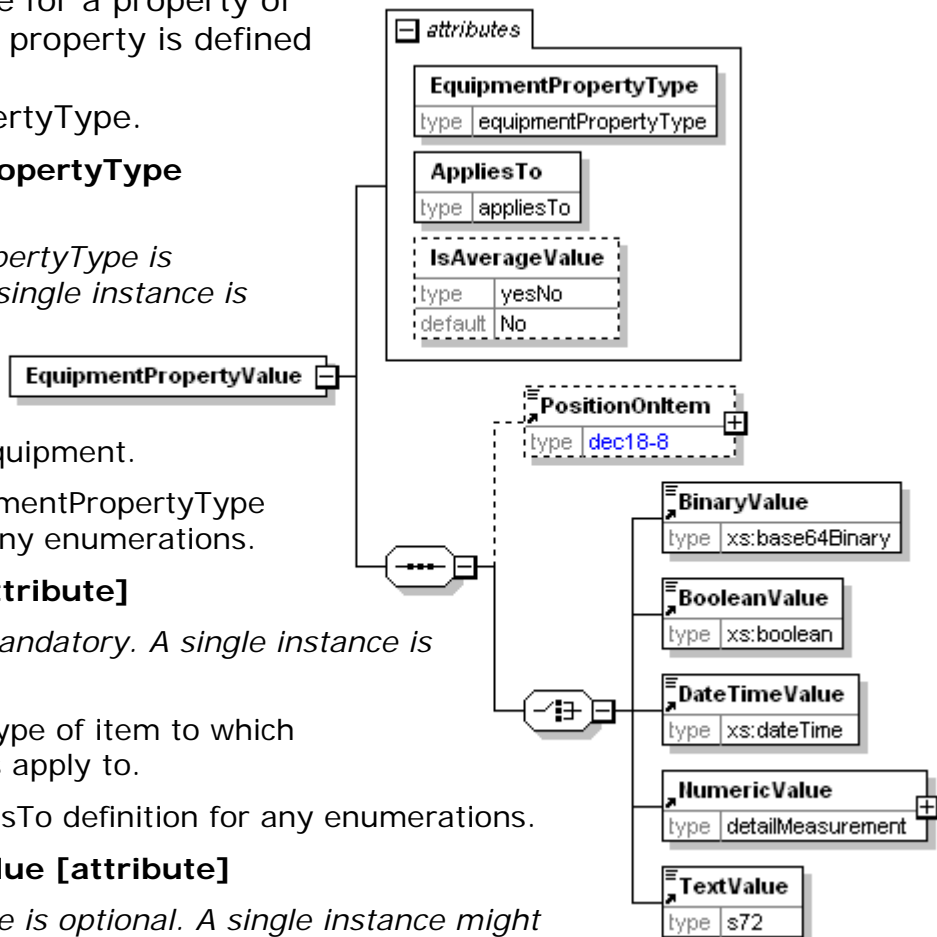 e for a property of
property is defined
ertyType.
opertyType
pertyType is
single instance is
quipment.
mentPropertyType
ny enumerations.
ttribute]
andatory. A single instance is
ype of item to which
s apply to.
sTo definition for any enumerations.
lue [attribute]
e is optional. A single instance might
attributes
EquipmentPropertyType
type equipmentPropertyType
AppliesTo
type appliesTo
IsAverageValue
type yesNo
default No
EquipmentPropertyValue
PositionOnItem
type dec18-8
BinaryValue
type xs:base64Binary
BooleanValue
type xs:boolean
DateTimeValue
type xs:dateTime
NumericValue
type detailMeasurement
TextValue
type s72